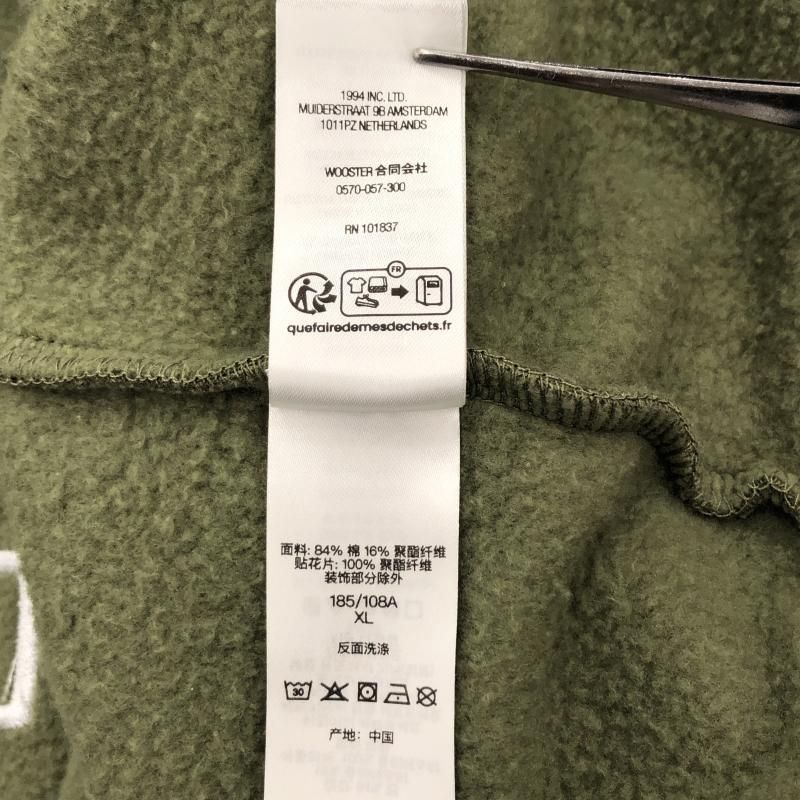 1994 INC. LTD.
MUIDERSTRAAT 9B AMSTERDAM
1011PZ NETHERLANDS
WOOSTER 合同会社
0570-057-300
RN 101837
FR
quefairedemesdechets.fr
面料: 84% 棉 16% 聚酯纤维
贴花片: 100% 聚酯纤维
装饰部分除外
185/108A
XL
反面洗涤
30
产地: 中国